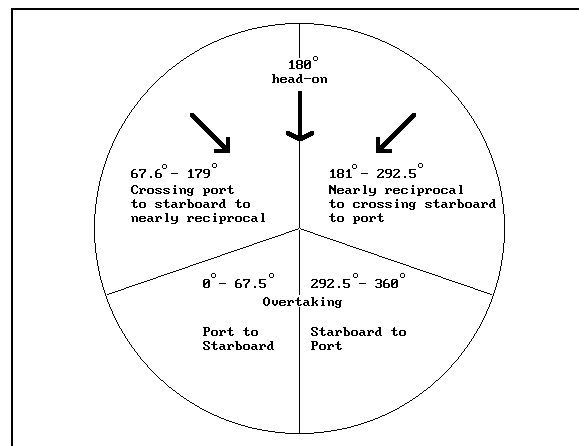 180°
head-on
67.6°- 179°
Crossing port
to starboard to
nearly reciprocal
181°- 292.5°
Nearly reciprocal
to crossing starboard
to port
0°- 67.5°
292.5°- 360°
Overtaking
Port to
Starboard
Starboard to
Port